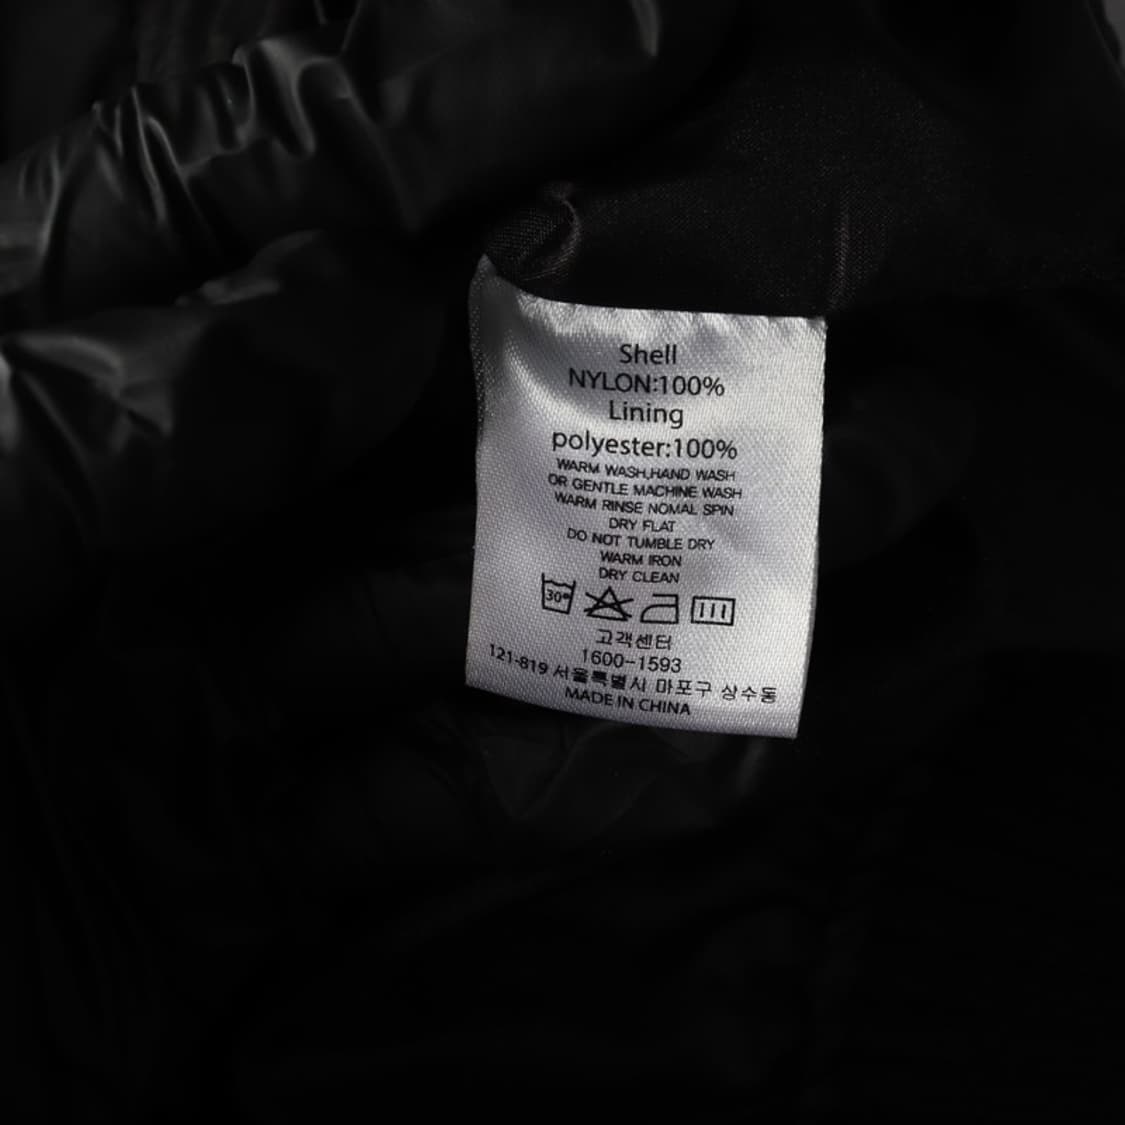 Shell
NYLON:100%
Lining
polyester:100%
WARM WASH,HAND WASH
OR GENTLE MACHINE WASH
WARM RINSE NOMAL SPIN
DRY FLAT
DO NOT TUMBLE DRY
WARM IRON
DRY CLEAN
30°
고객센터
1600-1593
121-819 서울특별시 마포구 상수동
MADE IN CHINA